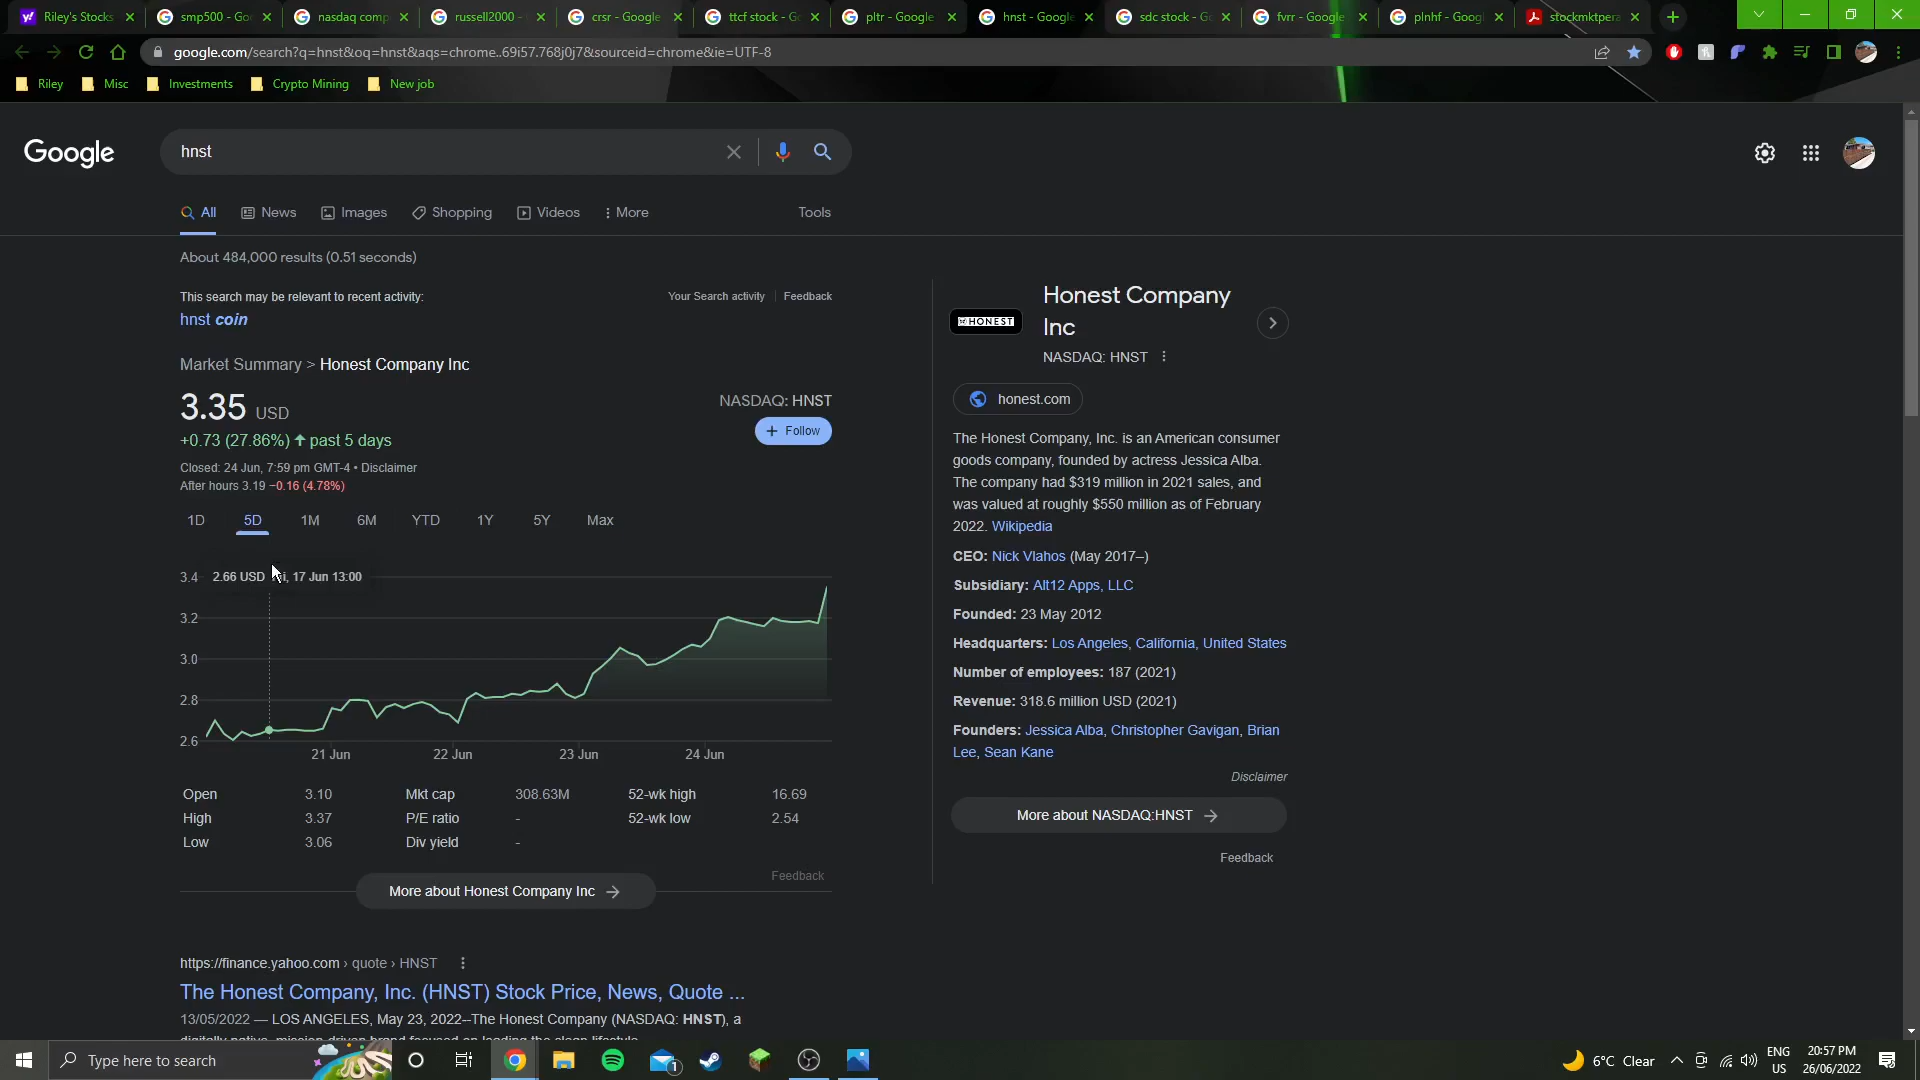 Riley's Stocks
smp500 - Goo
nasdaq comp
russell2000 -
crsr - Google
ttcf stock - Go
pltr - Google
hnst - Google
sdc stock - Go
fvrr - Google
plnhf - Googl
stockmktpera
google.com/search?q=hnst&oq=hnst&aqs=chrome..69i57.768j0j7&sourceid=chrome&ie=UTF-8
Riley
Misc
Investments
Crypto Mining
New job
Google
hnst
All
News
Images
Shopping
Videos
More
Tools
About 484,000 results (0.51 seconds)
This search may be relevant to recent activity:
Your Search activity
Feedback
hnst coin
Market Summary > Honest Company Inc
3.35 USD
NASDAQ: HNST
+ Follow
+0.73 (27.86%) ↑ past 5 days
Closed: 24 Jun, 7:59 pm GMT-4 • Disclaimer
After hours 3.19 −0.16 (4.78%)
1D
5D
1M
6M
YTD
1Y
5Y
Max
2.66 USD
17 Jun 13:00
3.4
3.2
3.0
2.8
2.6
21 Jun
22 Jun
23 Jun
24 Jun
Open 3.10
Mkt cap 308.63M
52-wk high 16.69
High 3.37
P/E ratio -
52-wk low 2.54
Low 3.06
Div yield -
Feedback
More about Honest Company Inc →
https://finance.yahoo.com › quote › HNST
The Honest Company, Inc. (HNST) Stock Price, News, Quote ...
13/05/2022 — LOS ANGELES, May 23, 2022--The Honest Company (NASDAQ: HNST), a
digitally native, mission-driven brand focused on leading the clean lifestyle
HONEST
Honest Company
Inc
NASDAQ: HNST
honest.com
The Honest Company, Inc. is an American consumer
goods company, founded by actress Jessica Alba.
The company had $319 million in 2021 sales, and
was valued at roughly $550 million as of February
2022. Wikipedia
CEO: Nick Vlahos (May 2017–)
Subsidiary: Alt12 Apps, LLC
Founded: 23 May 2012
Headquarters: Los Angeles, California, United States
Number of employees: 187 (2021)
Revenue: 318.6 million USD (2021)
Founders: Jessica Alba, Christopher Gavigan, Brian
Lee, Sean Kane
Disclaimer
More about NASDAQ:HNST →
Feedback
Type here to search
1
6°C Clear
ENG
US
20:57 PM
26/06/2022